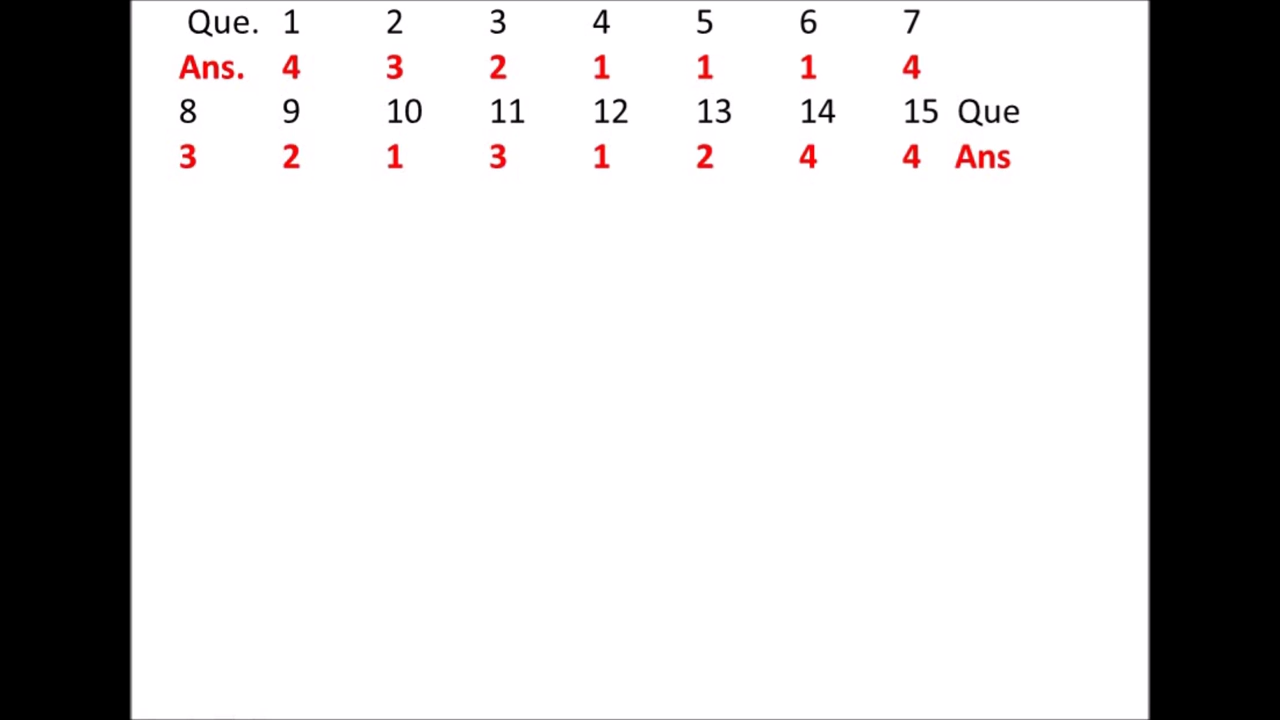 Que. 1 2 3 4 5 6 7
Ans. 4 3 2 1 1 1 4
8 9 10 11 12 13 14 15 Que
3 2 1 3 1 2 4 4 Ans